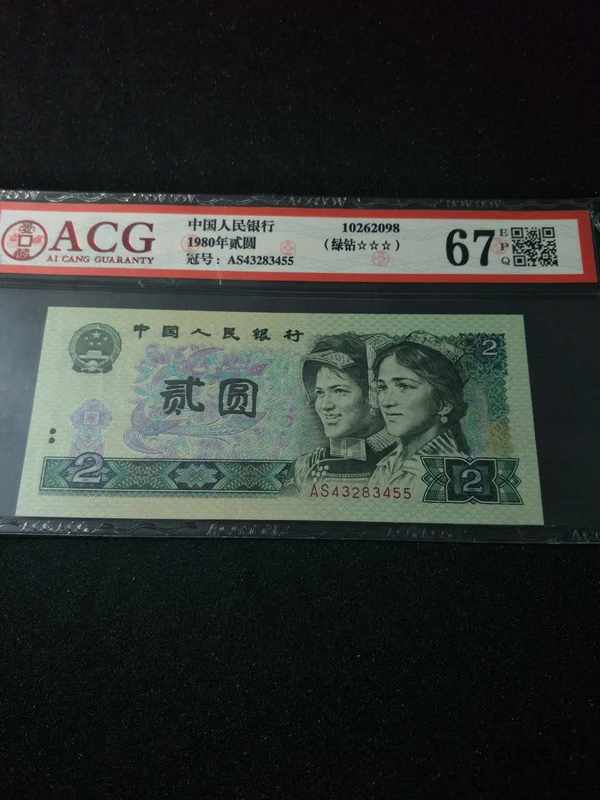 ACG
AI CANG GUARANTY
中国人民银行
1980年贰圆
冠号：AS43283455
10262098
（绿钻☆☆☆）
67
E
P
Q
中国人民银行
2
贰圆
2
AS43283455
2